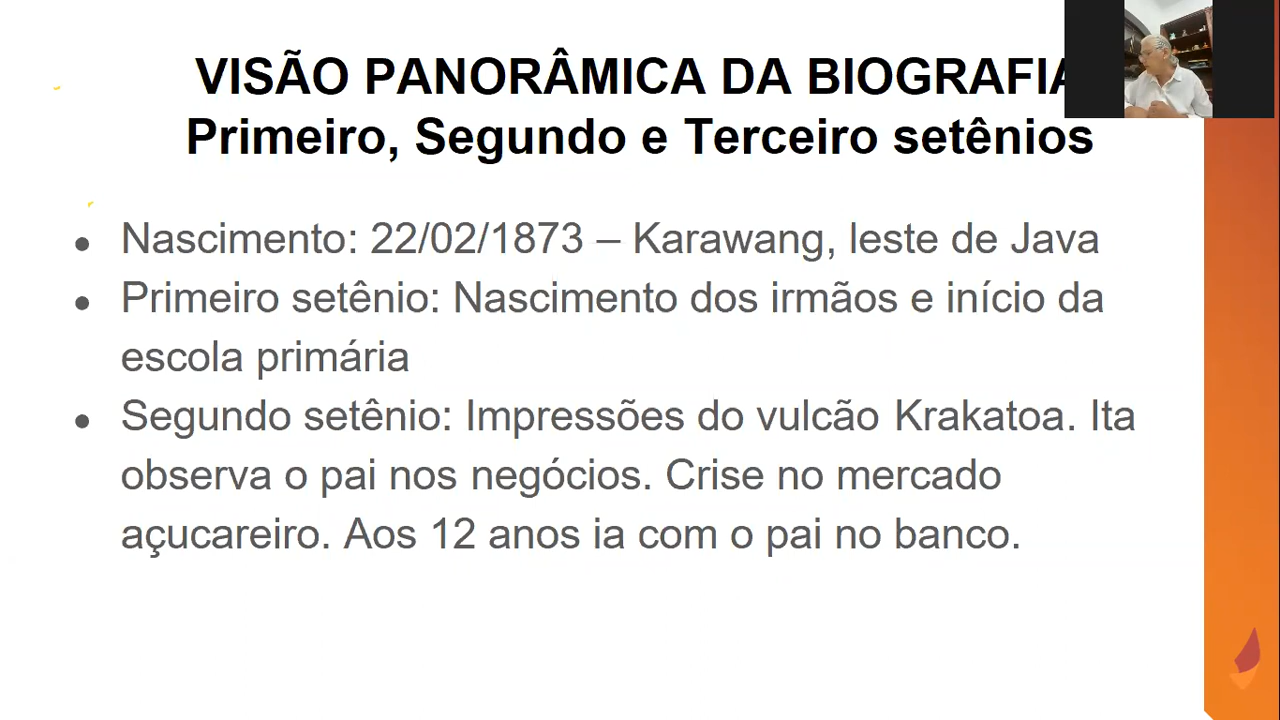 VISÃO PANORÂMICA DA BIOGRAFIA
Primeiro, Segundo e Terceiro setênios
• Nascimento: 22/02/1873 – Karawang, leste de Java
• Primeiro setênio: Nascimento dos irmãos e início da
escola primária
• Segundo setênio: Impressões do vulcão Krakatoa. Ita
observa o pai nos negócios. Crise no mercado
açucareiro. Aos 12 anos ia com o pai no banco.